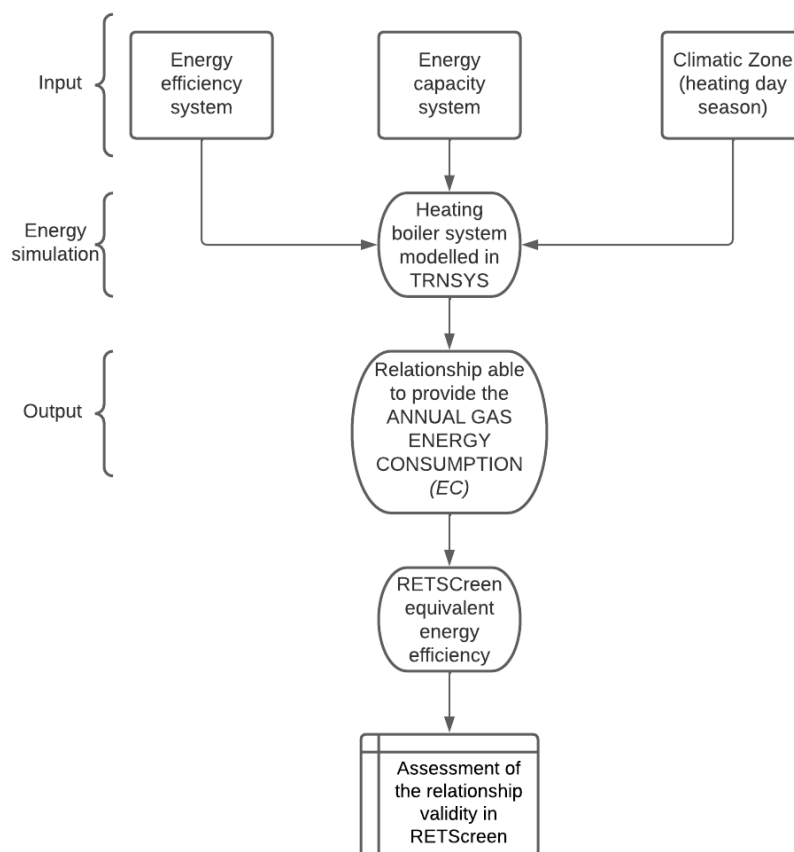 Input
Energy
efficiency
system
Energy
capacity
system
Climatic Zone
(heating day
season)
Energy
simulation
Heating
boiler system
modelled in
TRNSYS
Output
Relationship able
to provide the
ANNUAL GAS
ENERGY
CONSUMPTION
(EC)
RETSCreen
equivalent
energy
efficiency
Assessment of
the relationship
validity in
RETScreen